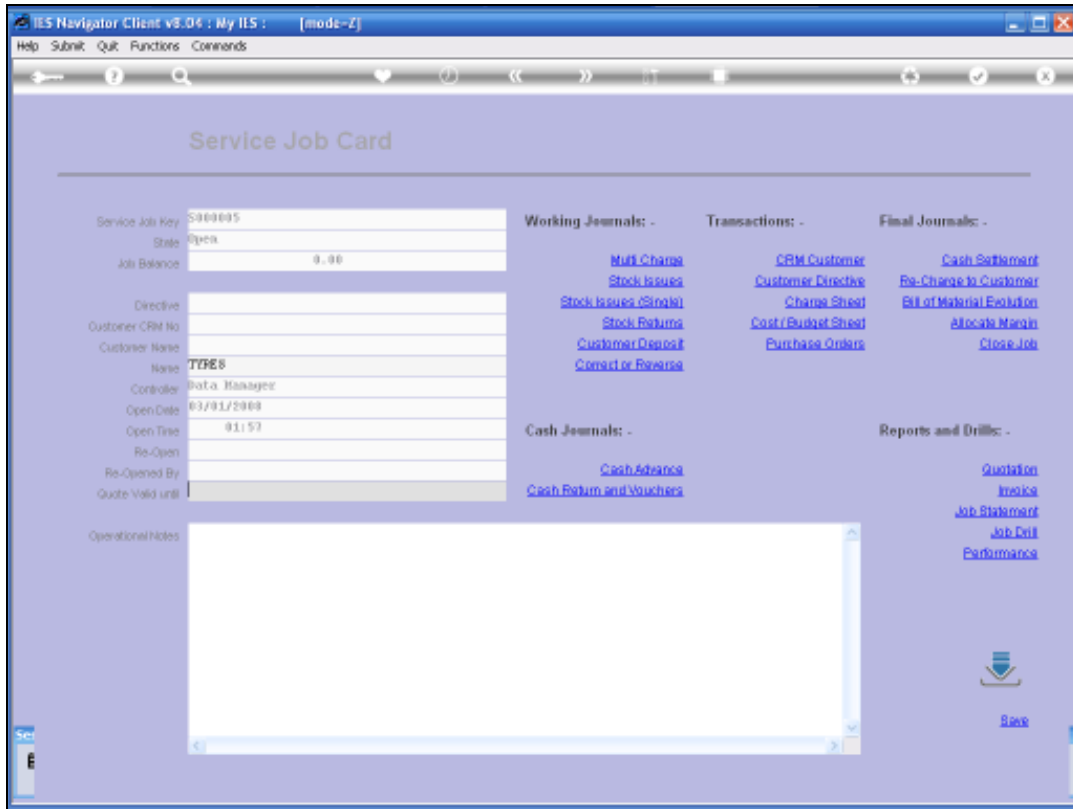 IES Navigator Client v8.04 : My IES : [mode=Z]
Help Submit Quit Functions Commands
Service Job Card
Service Job Key S000005
State Open
Job Balance 0.00
Directive
Customer CRM No
Customer Name
Name TYRES
Controller Data Manager
Open Date 03/01/2008
Open Time 01:57
Re-Open
Re-Opened By
Quote Valid until
Operational Notes
Working Journals: -
Multi Charge
Stock Issues
Stock Issues (Single)
Stock Returns
Customer Deposit
Correct or Reverse
Transactions: -
CRM Customer
Customer Directive
Charge Sheet
Cost / Budget Sheet
Purchase Orders
Final Journals: -
Cash Settlement
Re-Charge to Customer
Bill of Material Evolution
Allocate Margin
Close Job
Cash Journals: -
Cash Advance
Cash Return and Vouchers
Reports and Drills: -
Quotation
Invoice
Job Statement
Job Drill
Performance
Save